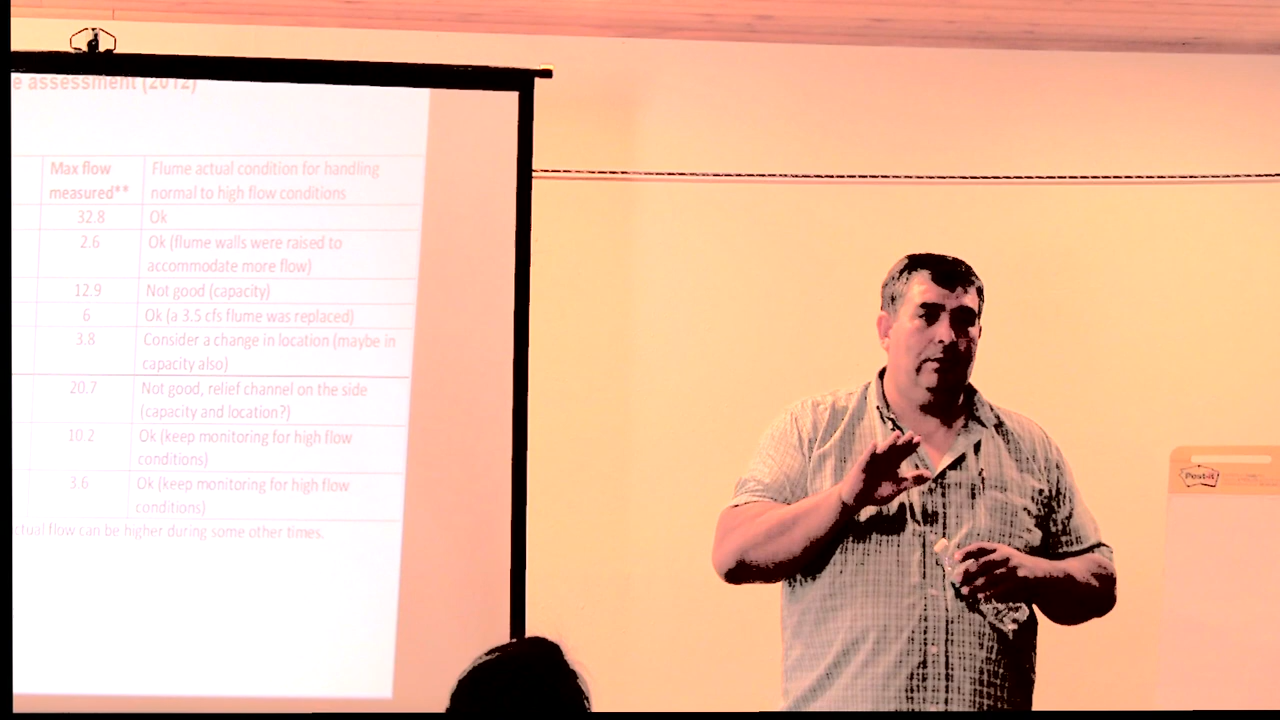 e assessment (2012)
Max flow measured** Flume actual condition for handling normal to high flow conditions
32.8 Ok
2.6 Ok (flume walls were raised to accommodate more flow)
12.9 Not good (capacity)
6 Ok (a 3.5 cfs flume was replaced)
3.8 Consider a change in location (maybe in capacity also)
20.7 Not good, relief channel on the side (capacity and location?)
10.2 Ok (keep monitoring for high flow conditions)
3.6 Ok (keep monitoring for high flow conditions)
ctual flow can be higher during some other times.
Post-it